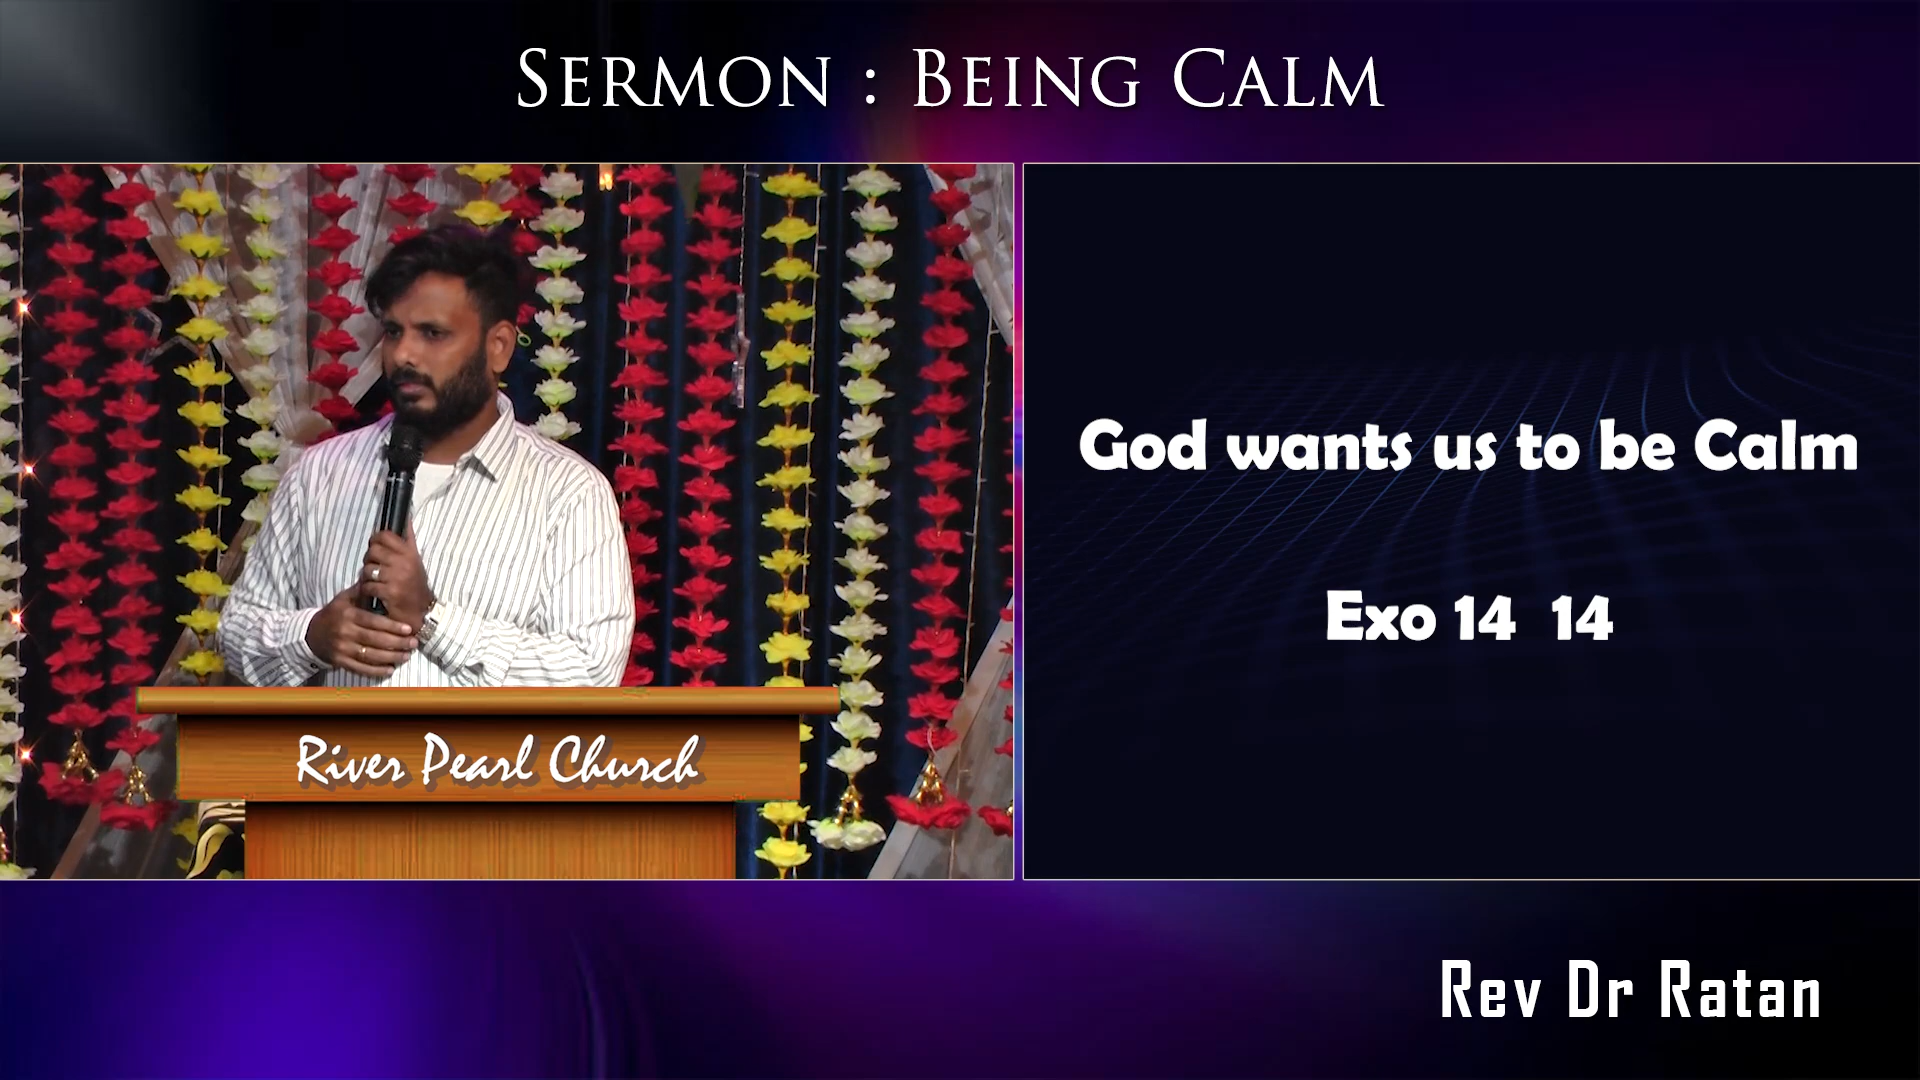 SERMON : BEING CALM
God wants us to be Calm
Exo 14  14
River Pearl Church
Rev Dr Ratan